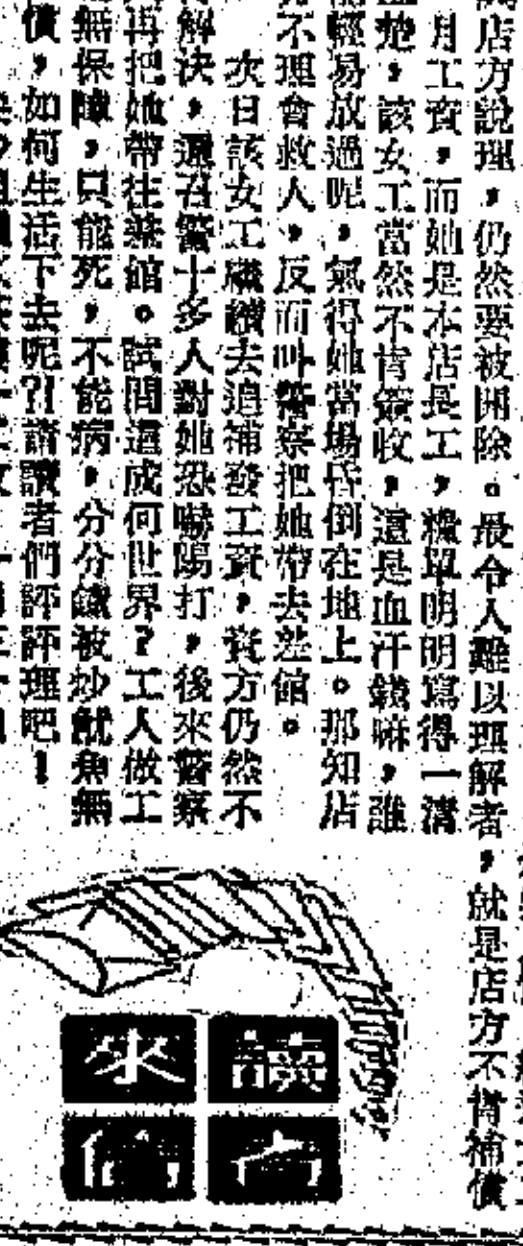 店方說理，仍然要被開除。最令人難以理解者，就是店方不肯補償
月工資，而她是本店長工，糧單明明寫得一清
楚，該女工當然不肯簽收，這是血汗錢嘛，誰
輕易放過呢，氣得她當場昏倒在地上。那知店
不理會救人，反而叫警察把她帶去差館。
次日該女工繼續去追補發工資，資方仍然不
解決，還召警十多人對她恐嚇踢打，後來警察
再把她帶往差館。試問這成何世界？工人做工
無保障，只能死，不能病，分分鐘被炒魷魚無
償，如何生活下去呢?!請讀者們評評理吧！
讀者
來信